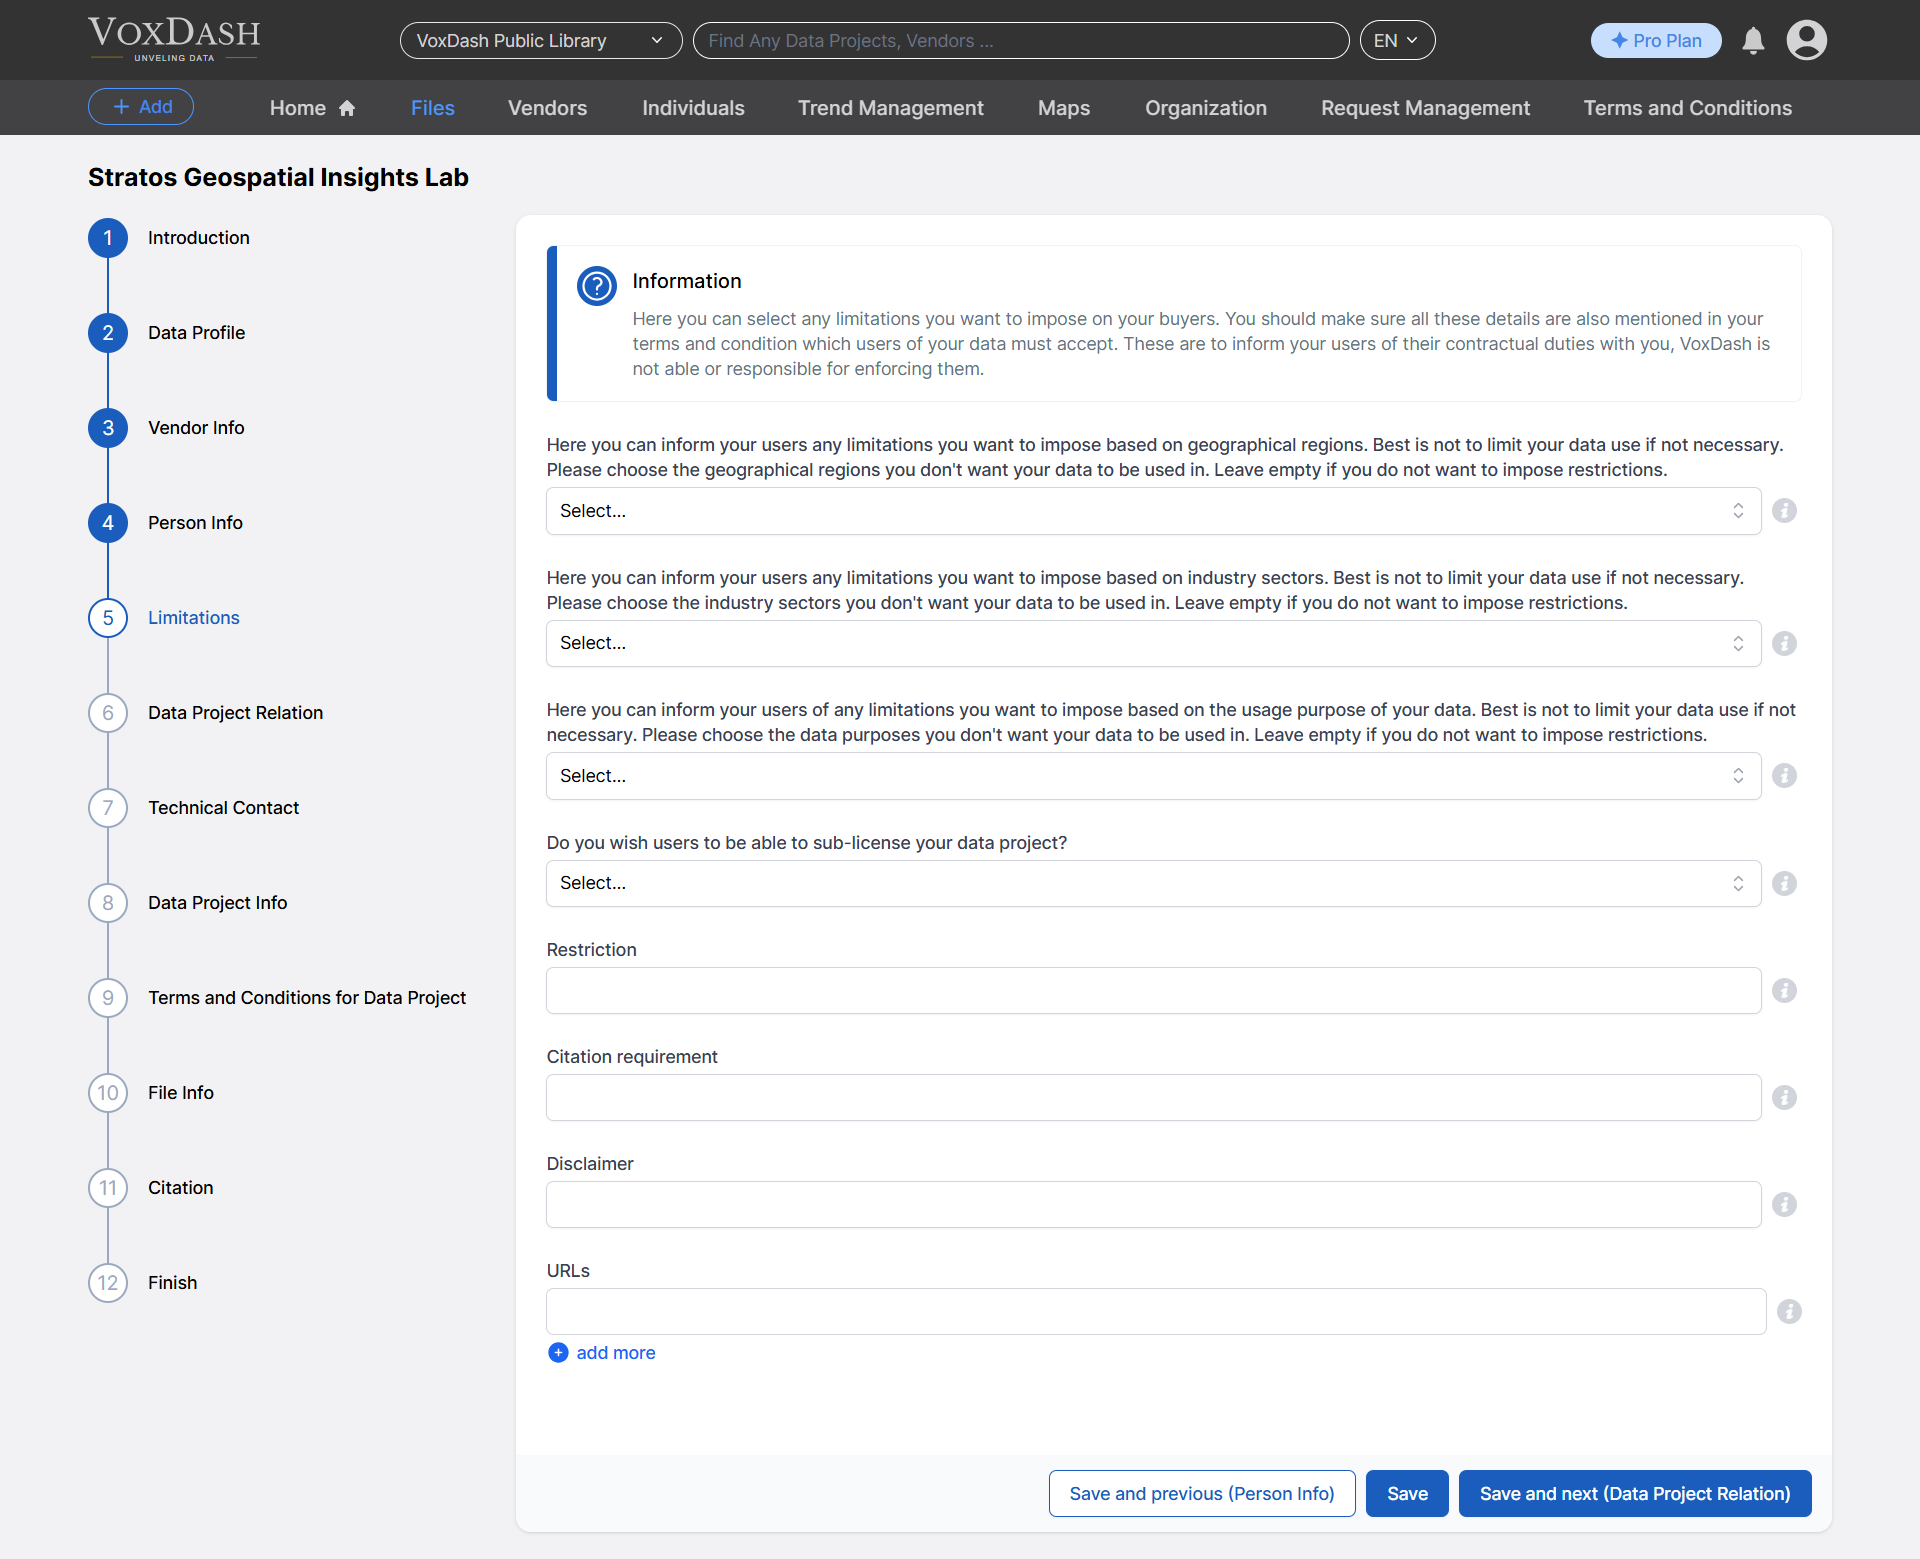 VOXDASH
UNVELING DATA
VoxDash Public Library
Find Any Data Projects, Vendors ...
EN
Pro Plan
Add
Home
Files
Vendors
Individuals
Trend Management
Maps
Organization
Request Management
Terms and Conditions
Stratos Geospatial Insights Lab
1 Introduction
2 Data Profile
3 Vendor Info
4 Person Info
5 Limitations
6 Data Project Relation
7 Technical Contact
8 Data Project Info
9 Terms and Conditions for Data Project
10 File Info
11 Citation
12 Finish
Information
Here you can select any limitations you want to impose on your buyers. You should make sure all these details are also mentioned in your
terms and condition which users of your data must accept. These are to inform your users of their contractual duties with you, VoxDash is
not able or responsible for enforcing them.
Here you can inform your users any limitations you want to impose based on geographical regions. Best is not to limit your data use if not necessary.
Please choose the geographical regions you don't want your data to be used in. Leave empty if you do not want to impose restrictions.
Select...
Here you can inform your users any limitations you want to impose based on industry sectors. Best is not to limit your data use if not necessary.
Please choose the industry sectors you don't want your data to be used in. Leave empty if you do not want to impose restrictions.
Select...
Here you can inform your users of any limitations you want to impose based on the usage purpose of your data. Best is not to limit your data use if not
necessary. Please choose the data purposes you don't want your data to be used in. Leave empty if you do not want to impose restrictions.
Select...
Do you wish users to be able to sub-license your data project?
Select...
Restriction
Citation requirement
Disclaimer
URLs
add more
Save and previous (Person Info)
Save
Save and next (Data Project Relation)